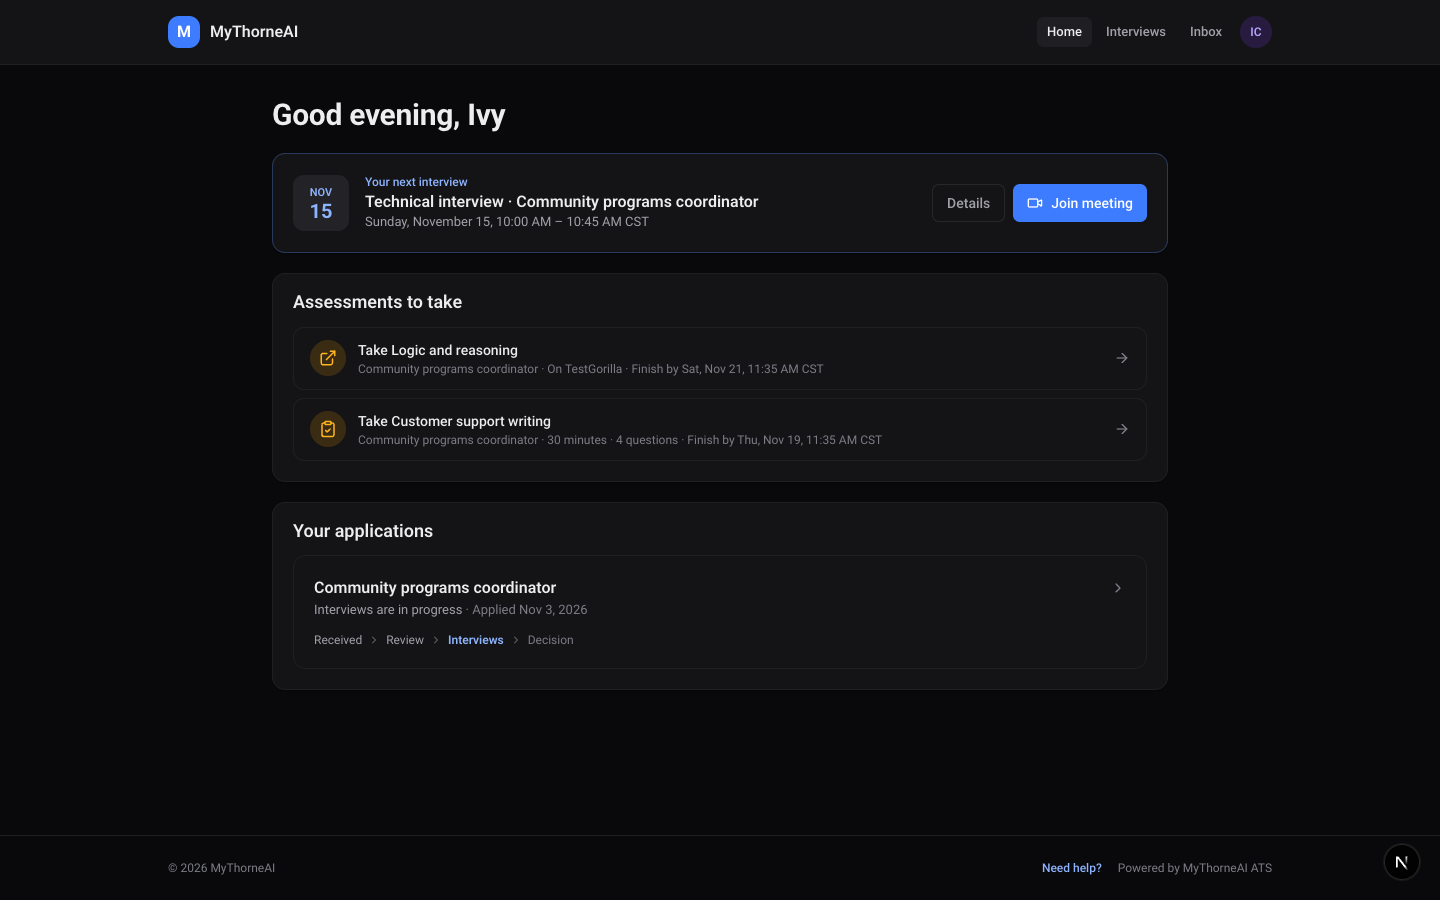 M MyThorneAI
Home Interviews Inbox IC
Good evening, Ivy
NOV
15
Your next interview
Technical interview · Community programs coordinator
Sunday, November 15, 10:00 AM – 10:45 AM CST
Details
Join meeting
Assessments to take
Take Logic and reasoning
Community programs coordinator · On TestGorilla · Finish by Sat, Nov 21, 11:35 AM CST
Take Customer support writing
Community programs coordinator · 30 minutes · 4 questions · Finish by Thu, Nov 19, 11:35 AM CST
Your applications
Community programs coordinator
Interviews are in progress · Applied Nov 3, 2026
Received > Review > Interviews > Decision
© 2026 MyThorneAI
Need help? Powered by MyThorneAI ATS
N